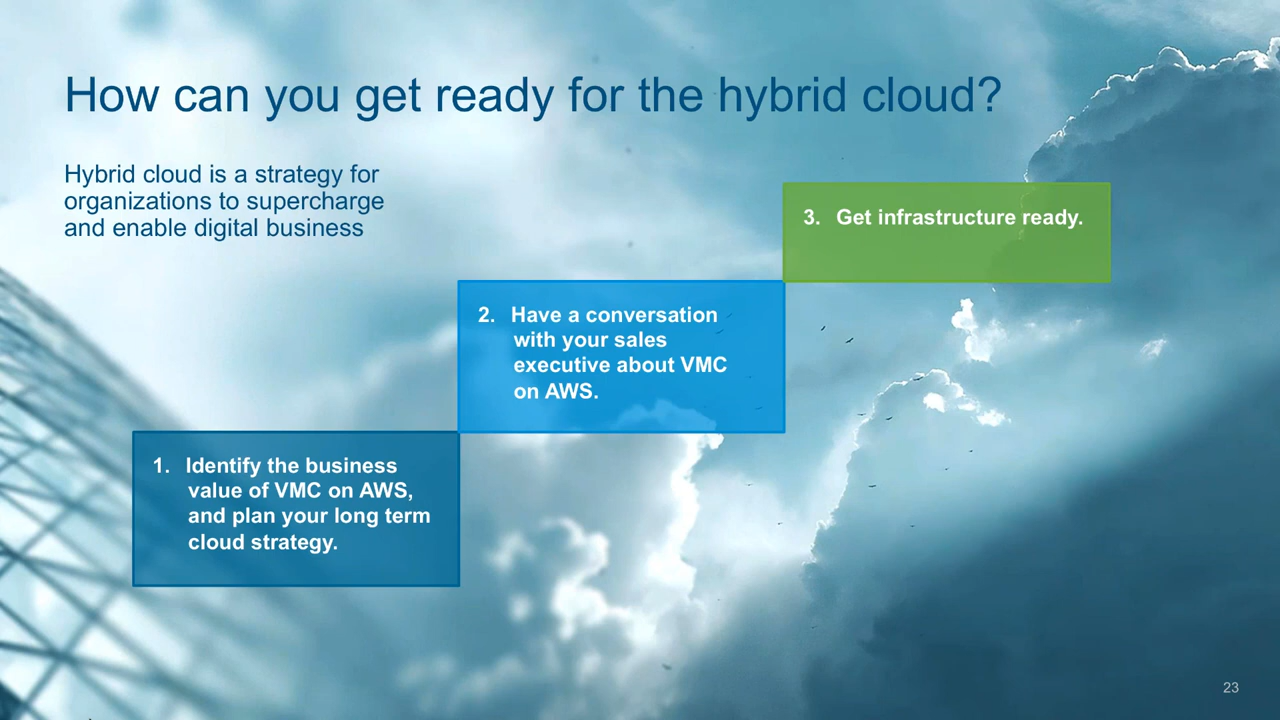 How can you get ready for the hybrid cloud?
Hybrid cloud is a strategy for
organizations to supercharge
and enable digital business
3. Get infrastructure ready.
2. Have a conversation
with your sales
executive about VMC
on AWS.
1. Identify the business
value of VMC on AWS,
and plan your long term
cloud strategy.
23